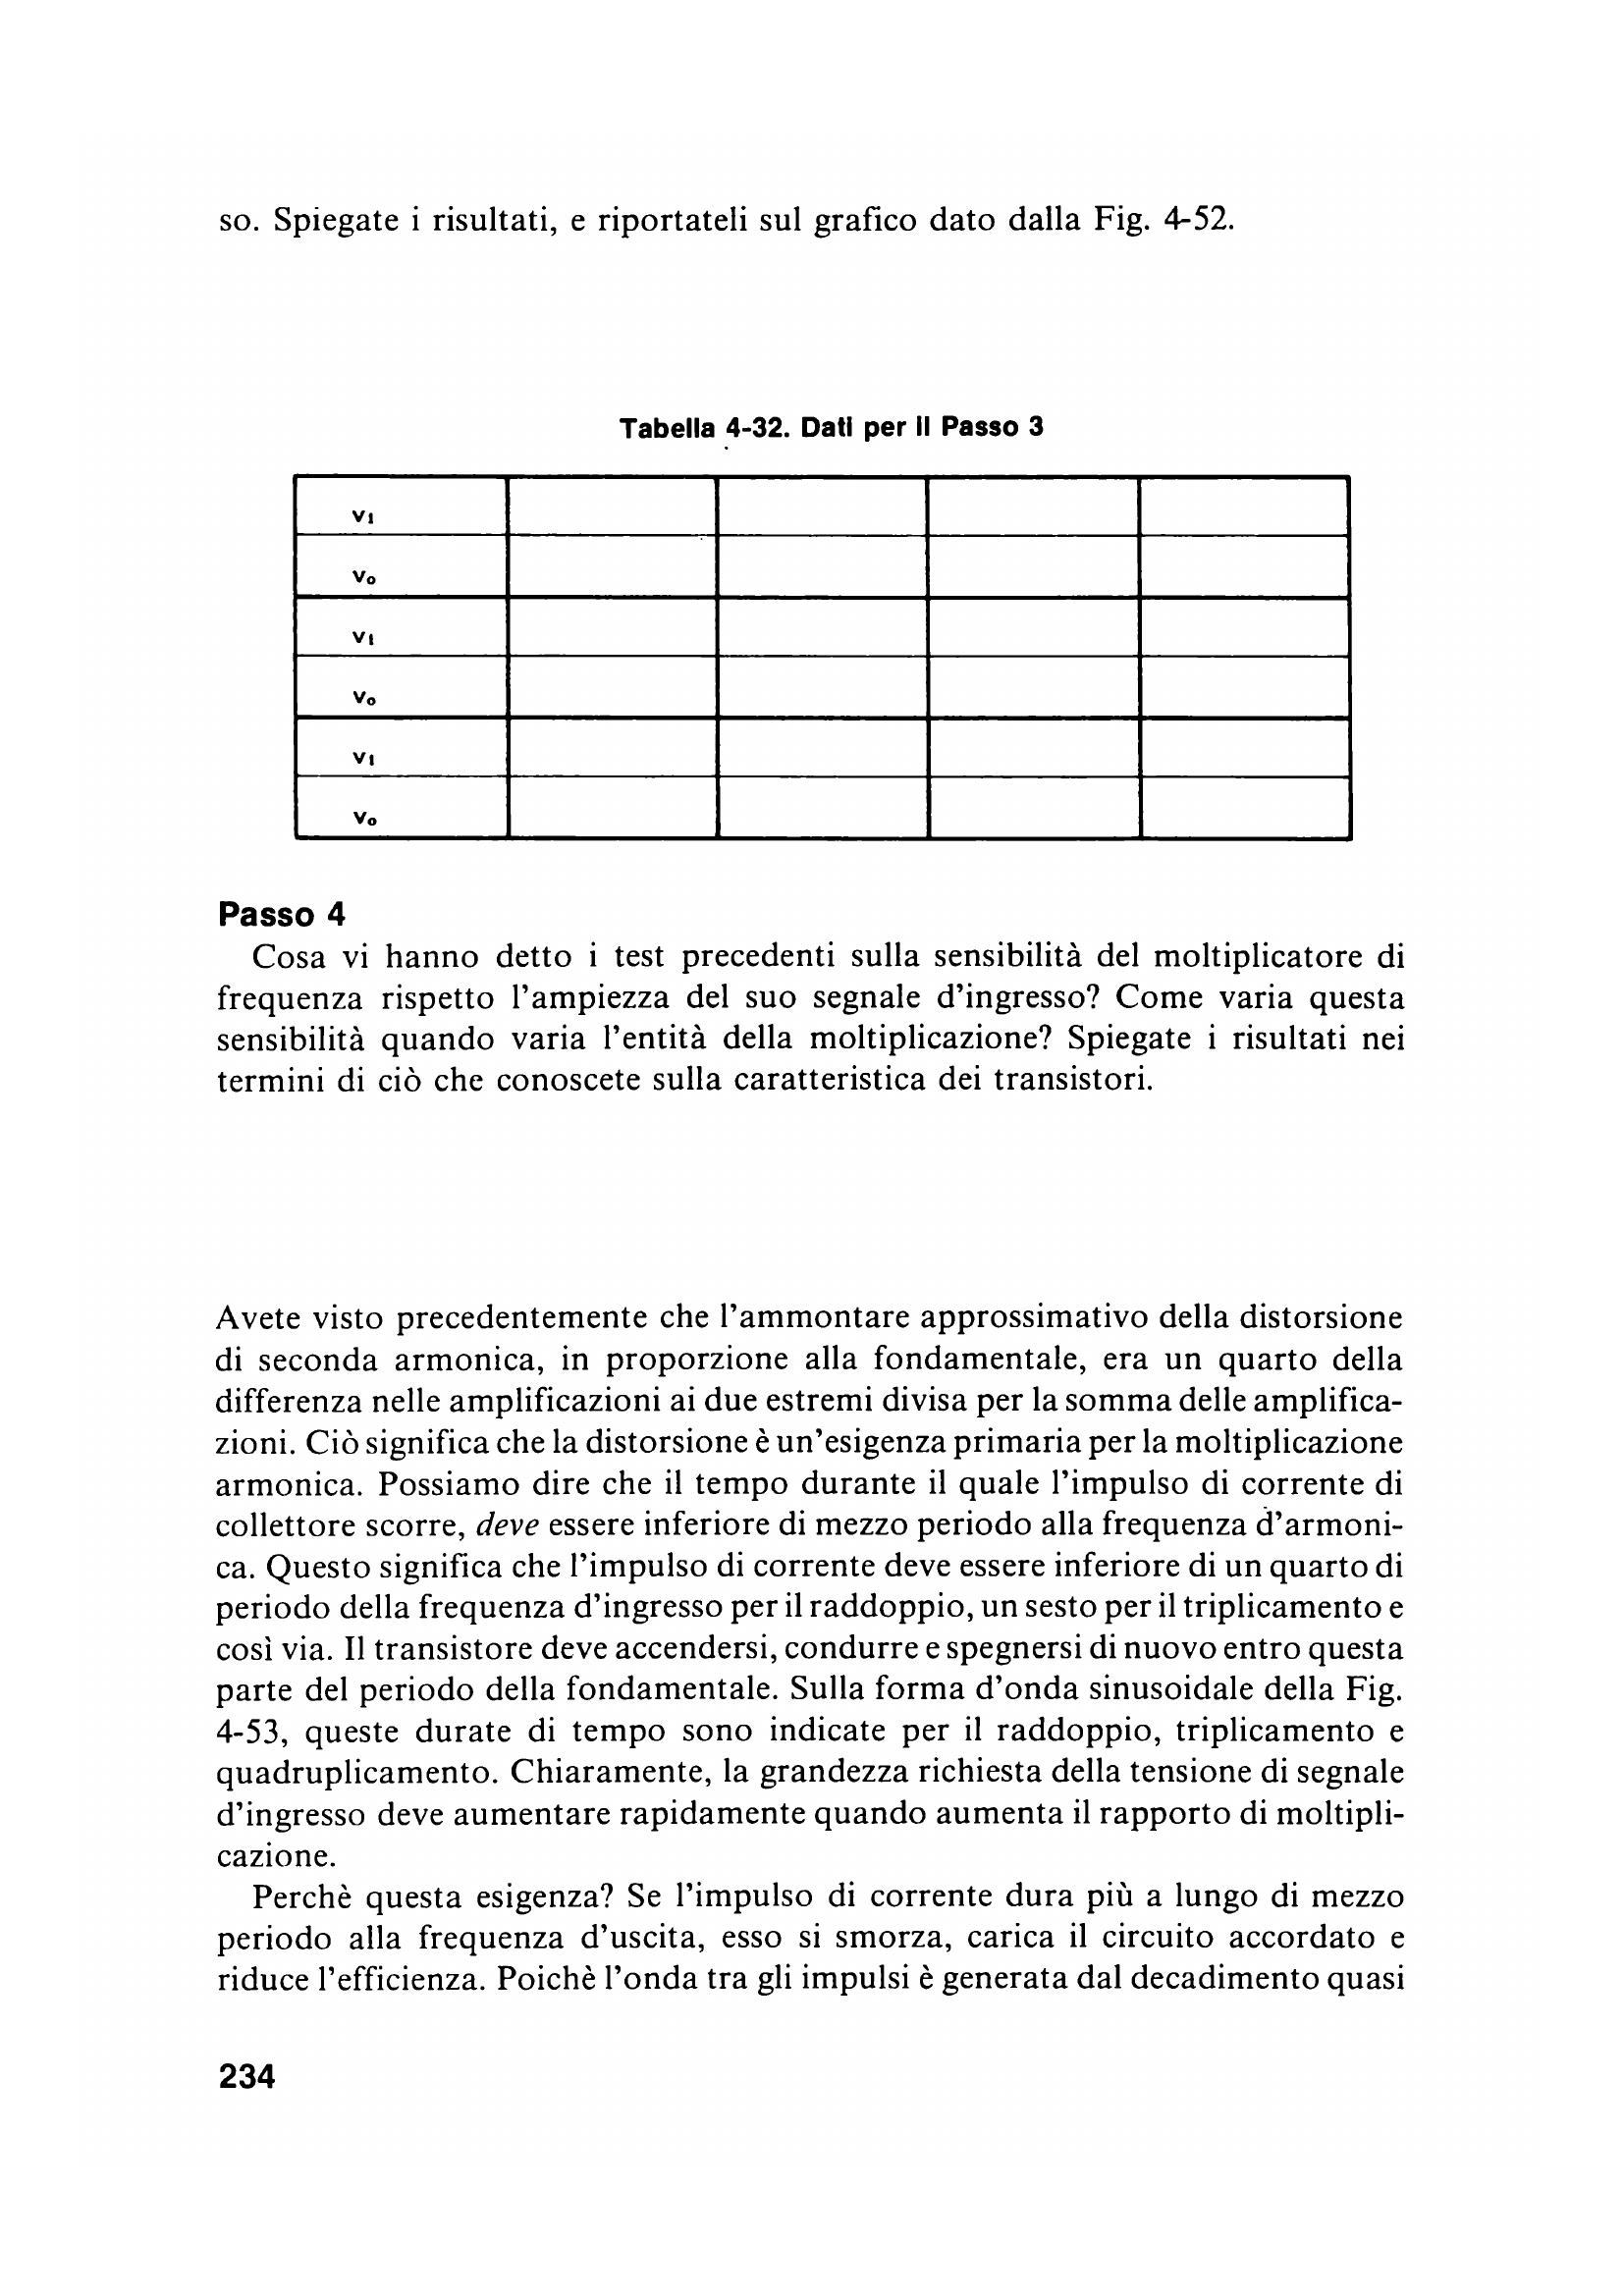 so. Spiegate i risultati, e riportateli sul grafico dato dalla Fig. 4-52.
Tabella 4-32. Dati per il Passo 3
vi
vo
vi
vo
vi
vo
Passo 4
Cosa vi hanno detto i test precedenti sulla sensibilità del moltiplicatore di
frequenza rispetto l'ampiezza del suo segnale d'ingresso? Come varia questa
sensibilità quando varia l'entità della moltiplicazione? Spiegate i risultati nei
termini di ciò che conoscete sulla caratteristica dei transistori.
Avete visto precedentemente che l'ammontare approssimativo della distorsione
di seconda armonica, in proporzione alla fondamentale, era un quarto della
differenza nelle amplificazioni ai due estremi divisa per la somma delle amplifica-
zioni. Ciò significa che la distorsione è un'esigenza primaria per la moltiplicazione
armonica. Possiamo dire che il tempo durante il quale l'impulso di corrente di
collettore scorre, deve essere inferiore di mezzo periodo alla frequenza d'armoni-
ca. Questo significa che l'impulso di corrente deve essere inferiore di un quarto di
periodo della frequenza d'ingresso per il raddoppio, un sesto per il triplicamento e
così via. Il transistore deve accendersi, condurre e spegnersi di nuovo entro questa
parte del periodo della fondamentale. Sulla forma d'onda sinusoidale della Fig.
4-53, queste durate di tempo sono indicate per il raddoppio, triplicamento e
quadruplicamento. Chiaramente, la grandezza richiesta della tensione di segnale
d'ingresso deve aumentare rapidamente quando aumenta il rapporto di moltipli-
cazione.
Perchè questa esigenza? Se l'impulso di corrente dura più a lungo di mezzo
periodo alla frequenza d'uscita, esso si smorza, carica il circuito accordato e
riduce l'efficienza. Poichè l'onda tra gli impulsi è generata dal decadimento quasi
234